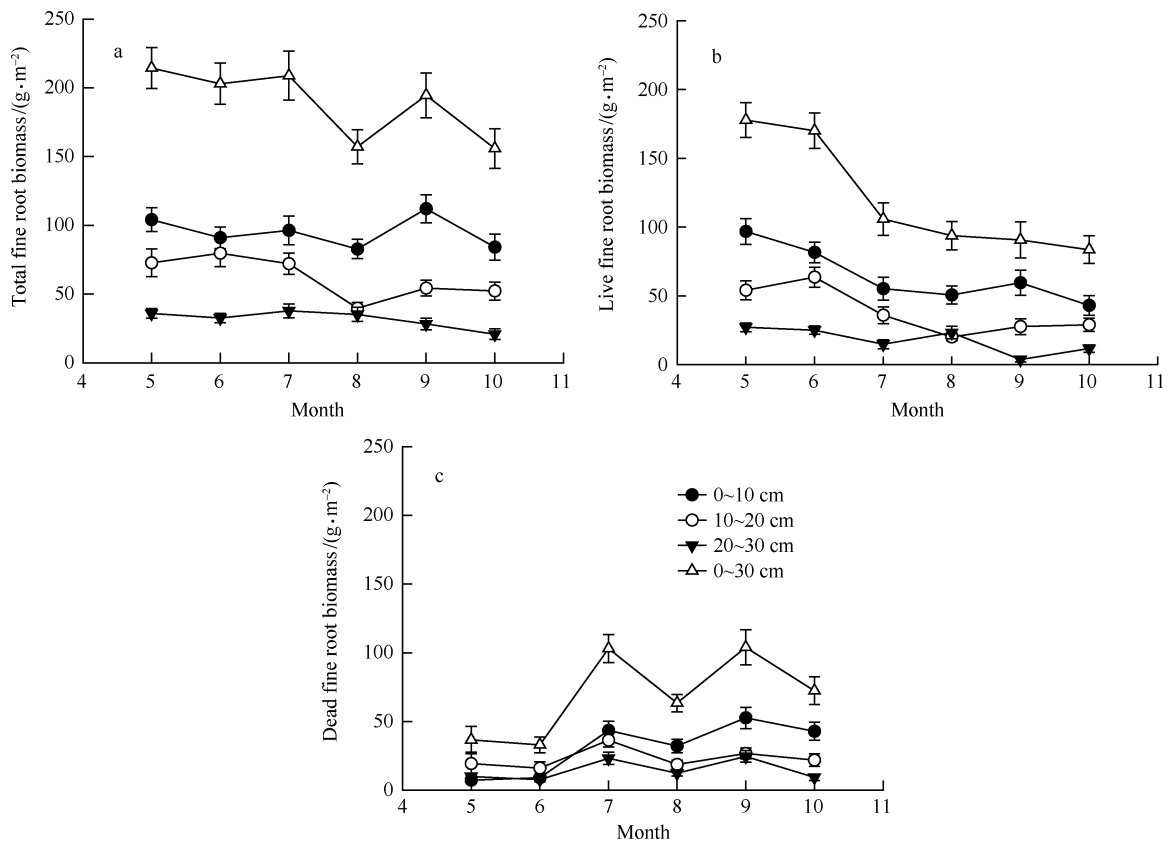 250
200
150
100
50
0
Total fine root biomass/(g·m⁻²)
a
4 5 6 7 8 9 10 11
Month
250
200
150
100
50
0
Live fine root biomass/(g·m⁻²)
b
4 5 6 7 8 9 10 11
Month
250
200
150
100
50
0
Dead fine root biomass/(g·m⁻²)
c
0~10 cm
10~20 cm
20~30 cm
0~30 cm
4 5 6 7 8 9 10 11
Month